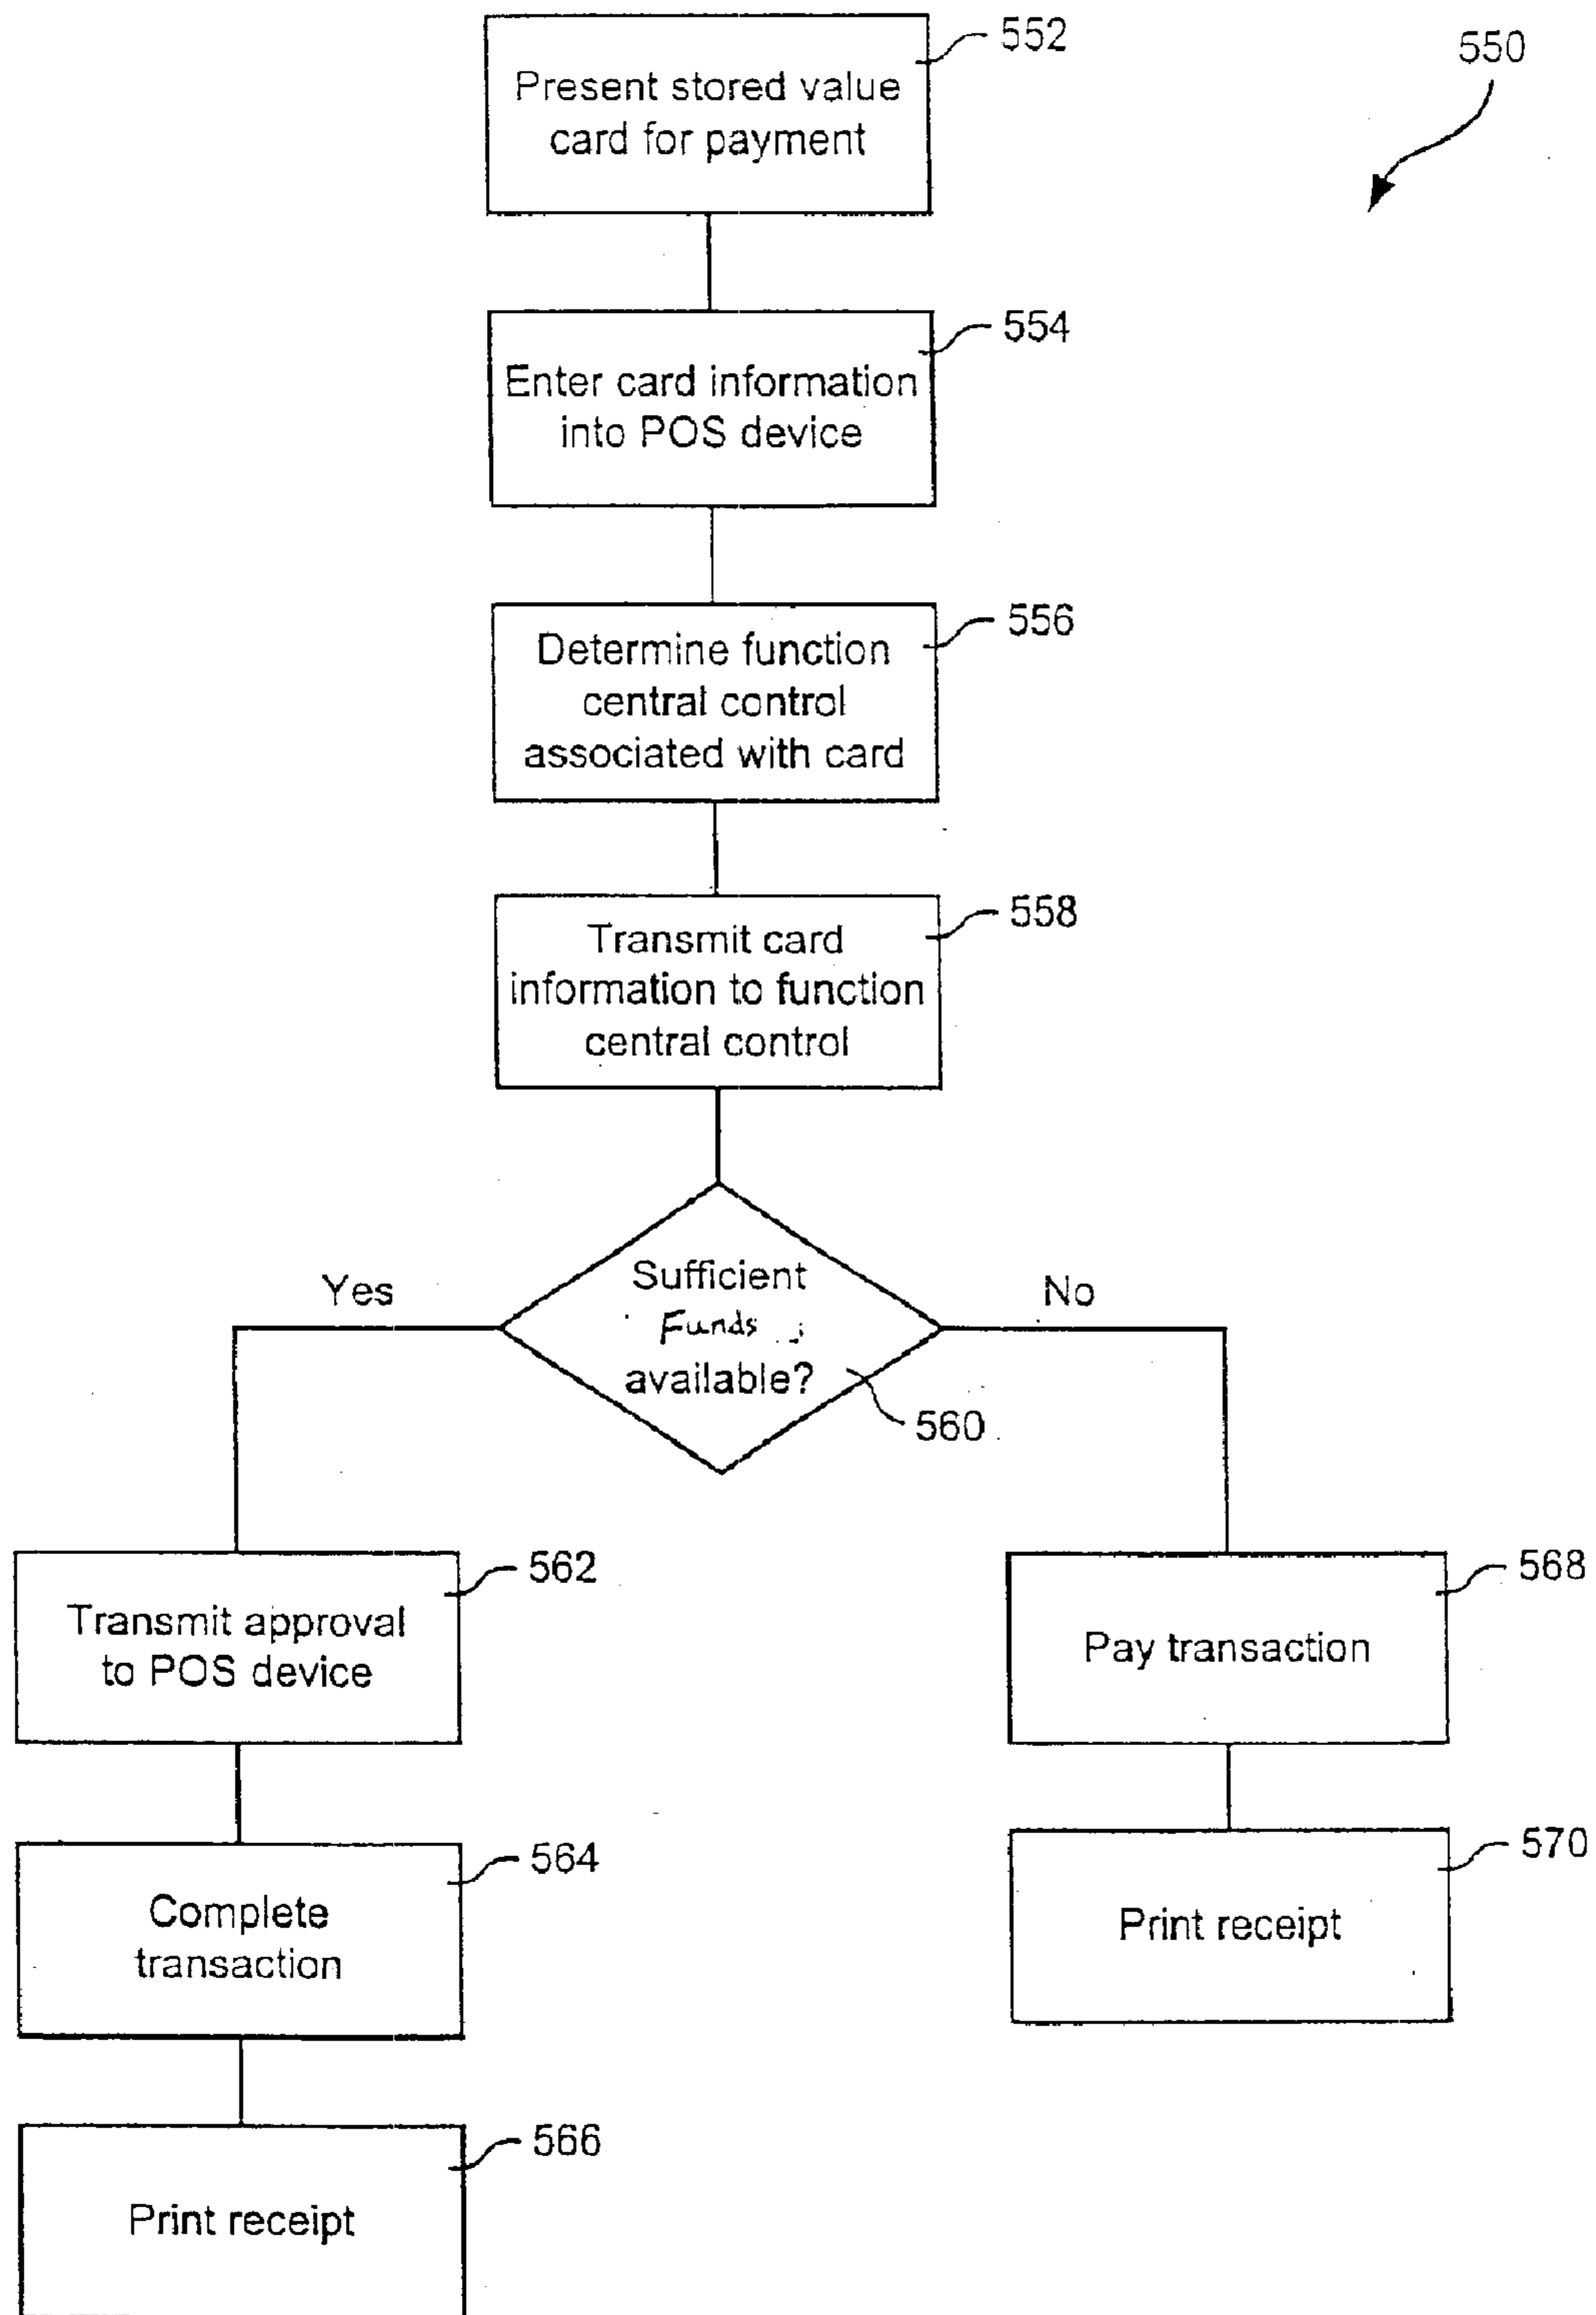 552
550
Present stored value
card for payment
554
Enter card information
into POS device
556
Determine function
central control
associated with card
558
Transmit card
information to function
central control
Yes
Sufficient
Funds
available?
No
560
562
Transmit approval
to POS device
568
Pay transaction
564
Complete
transaction
570
Print receipt
566
Print receipt